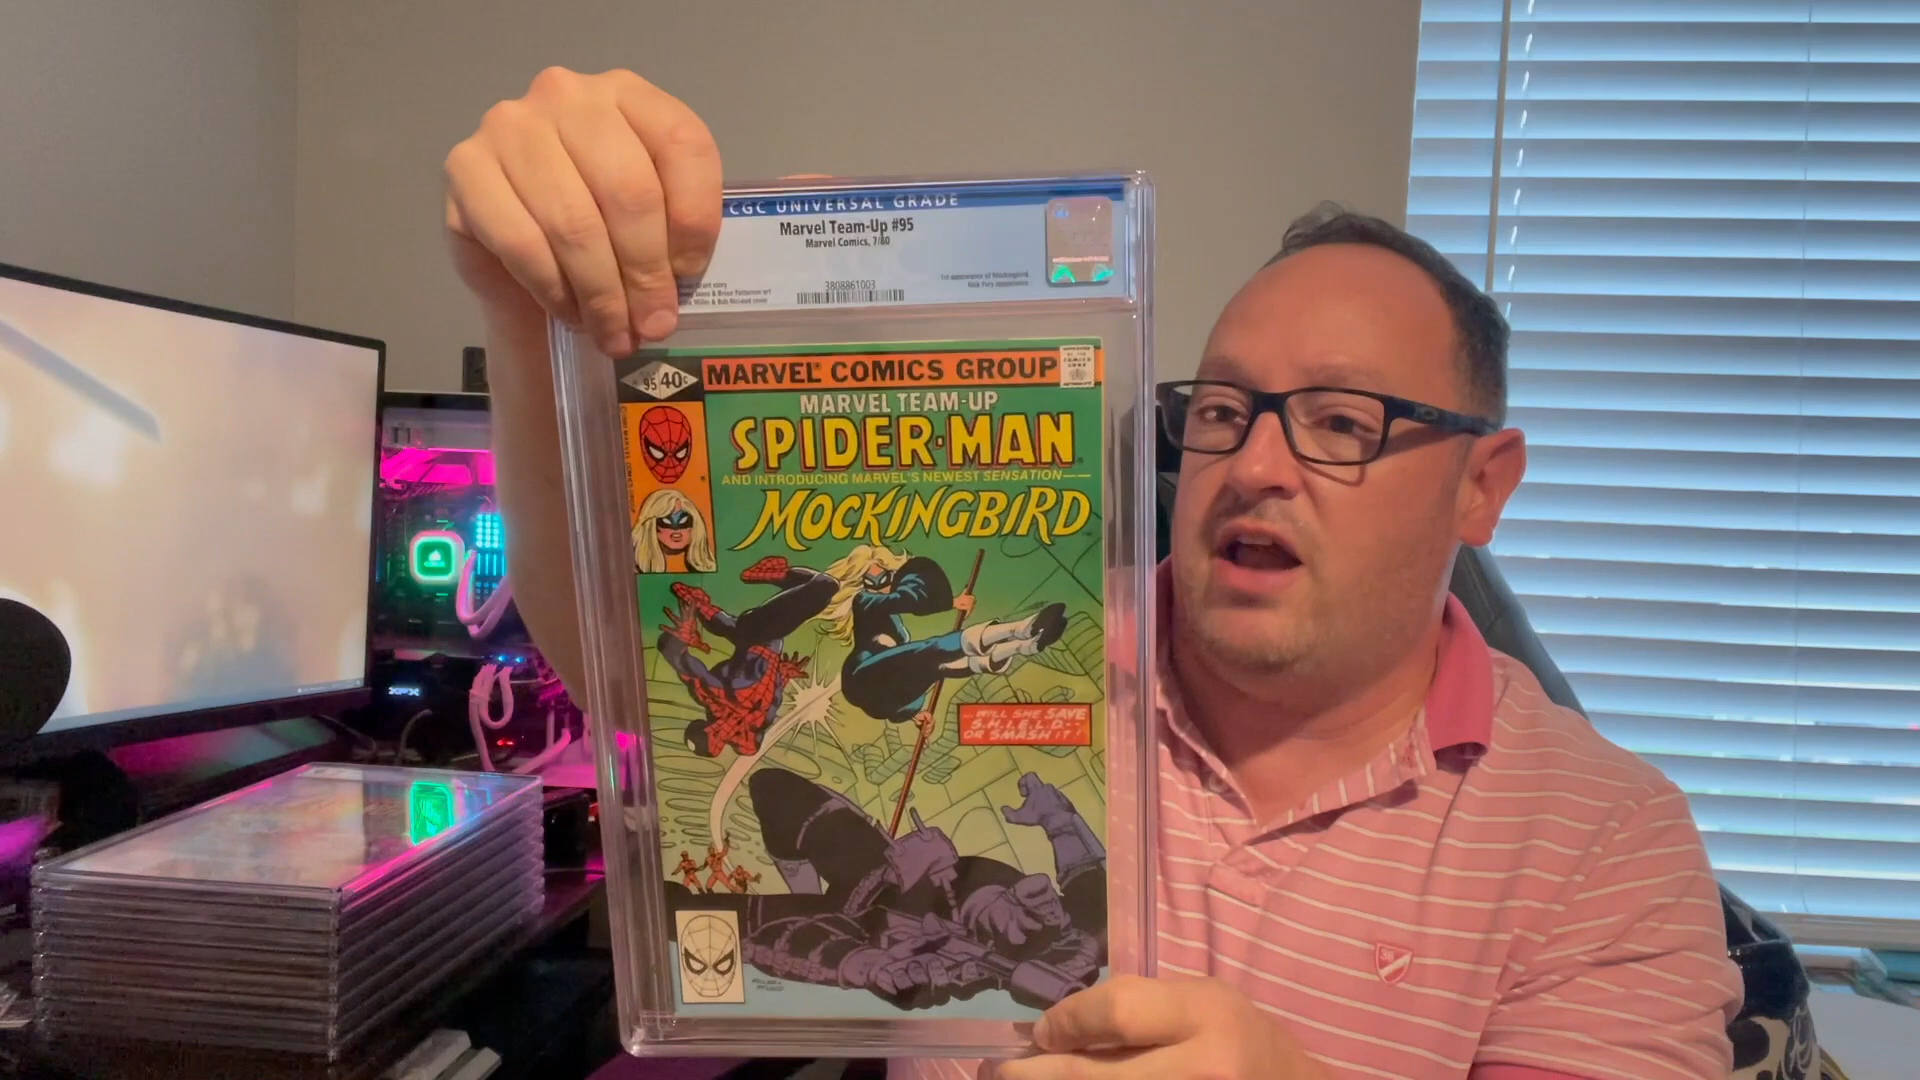 CGC UNIVERSAL GRADE
Marvel Team-Up #95
Marvel Comics, 7/80
3808861003
1st appearance of Mockingbird
Nick Fury appearance
95 40¢
MARVEL COMICS GROUP
MARVEL TEAM-UP
SPIDER-MAN
AND INTRODUCING MARVEL'S NEWEST SENSATION—
MOCKINGBIRD
...WILL SHE SAVE
S.H.I.E.L.D.--
OR SMASH IT!